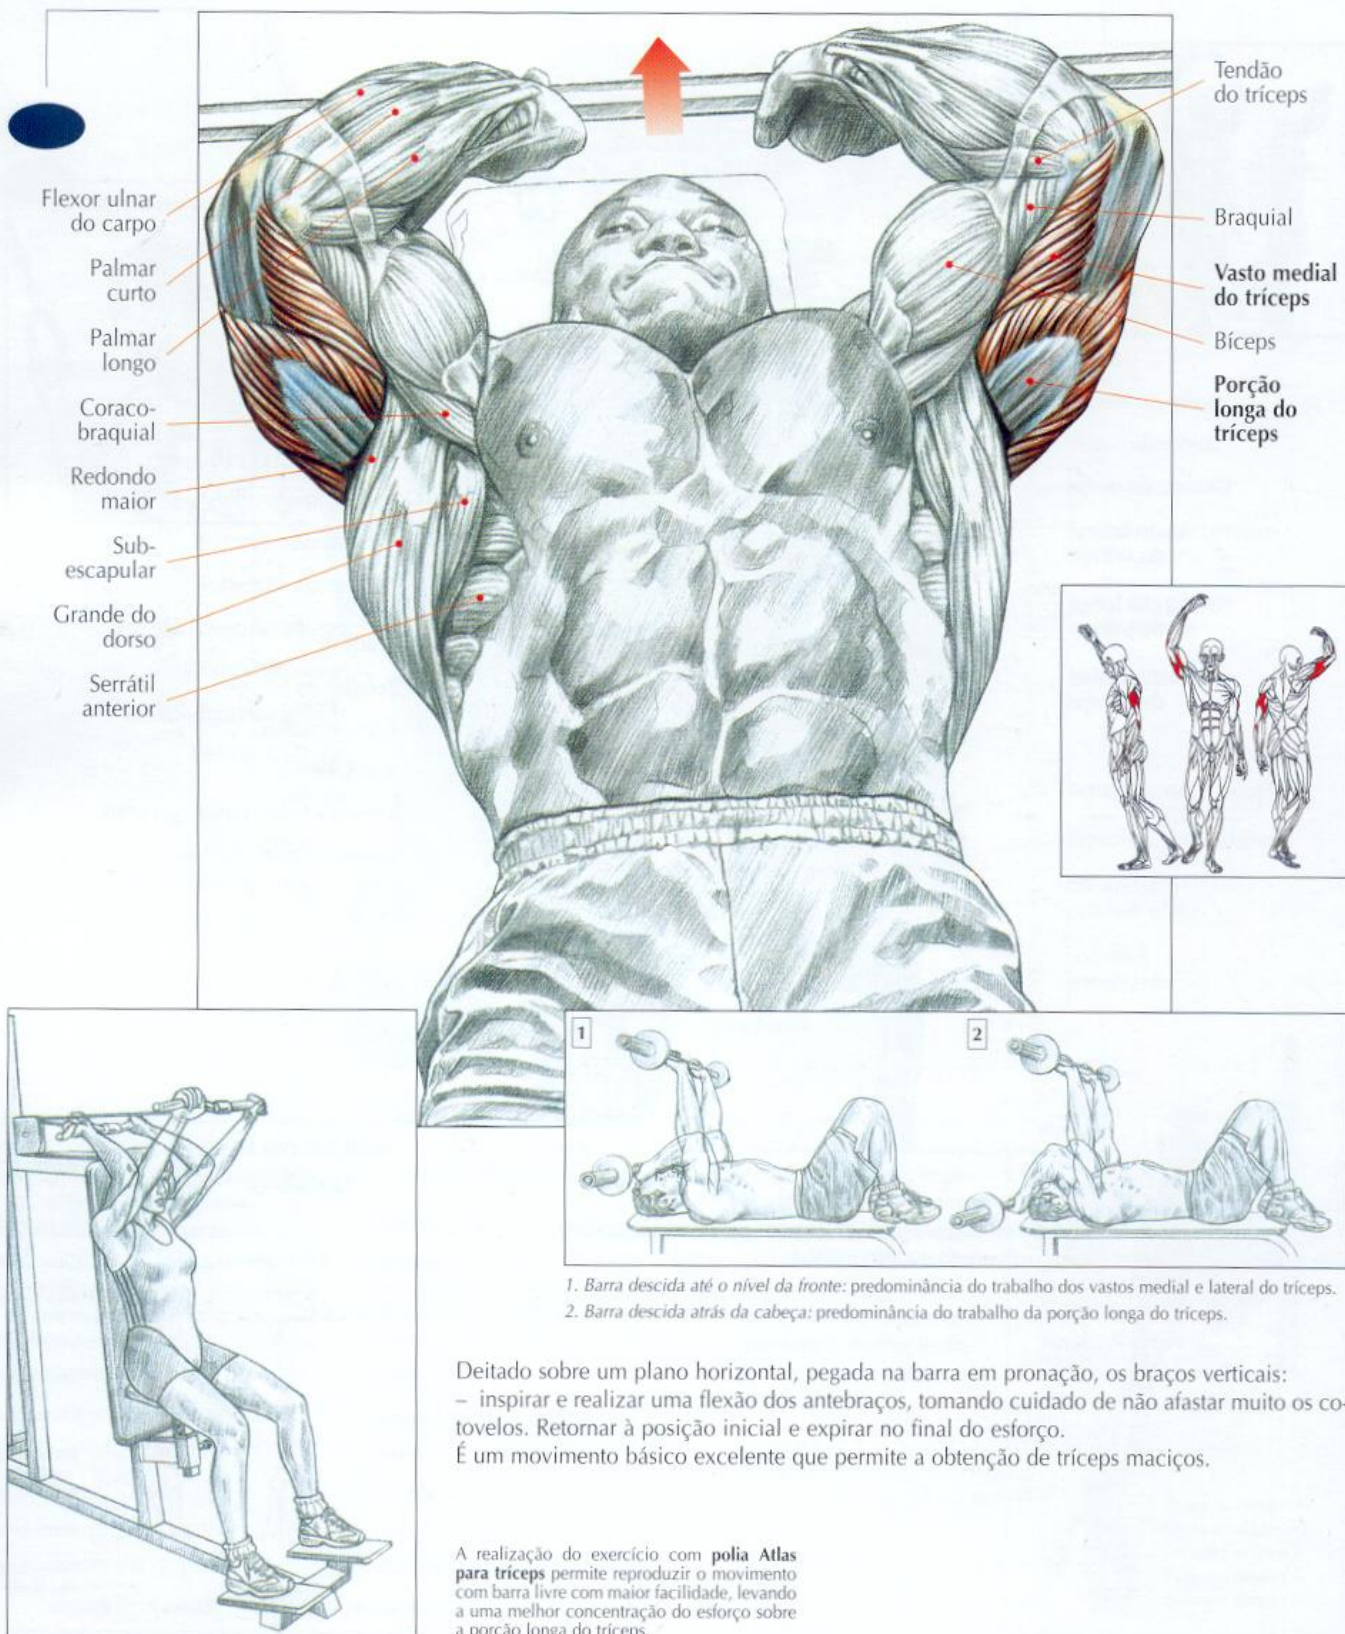 Flexor ulnar
do carpo
Palmar
curto
Palmar
longo
Coraco-
braquial
Redondo
maior
Sub-
escapular
Grande do
dorso
Serrátil
anterior
Tendão
do tríceps
Braquial
Vasto medial
do tríceps
Bíceps
Porção
longa do
tríceps
1
2
1. Barra descida até o nível da fronte: predominância do trabalho dos vastos medial e lateral do tríceps.
2. Barra descida atrás da cabeça: predominância do trabalho da porção longa do tríceps.
Deitado sobre um plano horizontal, pegada na barra em pronação, os braços verticais:
– inspirar e realizar uma flexão dos antebraços, tomando cuidado de não afastar muito os co-
tovelos. Retornar à posição inicial e expirar no final do esforço.
É um movimento básico excelente que permite a obtenção de tríceps maciços.
A realização do exercício com polia Atlas
para tríceps permite reproduzir o movimento
com barra livre com maior facilidade, levando
a uma melhor concentração do esforço sobre
a porção longa do tríceps